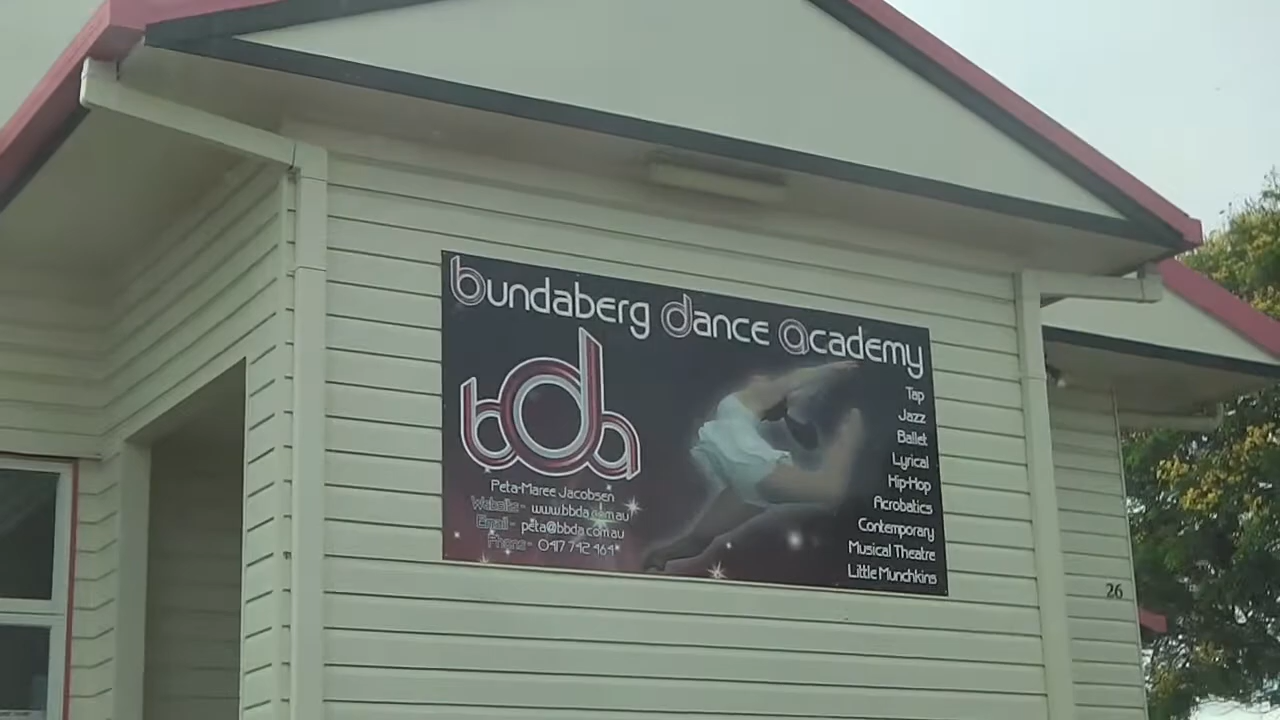 bundaberg dance academy
bda
Peta-Maree Jacobsen
Website - www.bbda.com.au
Email - peta@bbda.com.au
Phone - 0417 742 464
Tap
Jazz
Ballet
Lyrical
Hip-Hop
Acrobatics
Contemporary
Musical Theatre
Little Munchkins
26